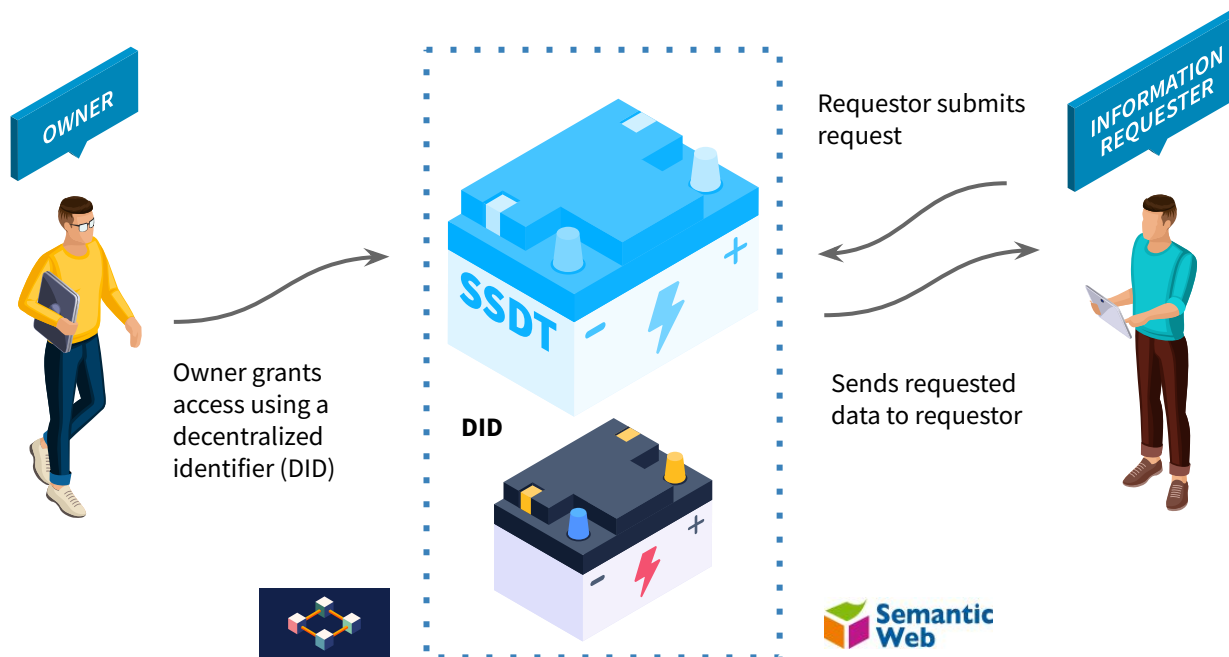 OWNER
Owner grants
access using a
decentralized
identifier (DID)
SSDT
DID
Requestor submits
request
INFORMATION
REQUESTER
Sends requested
data to requestor
Semantic
Web